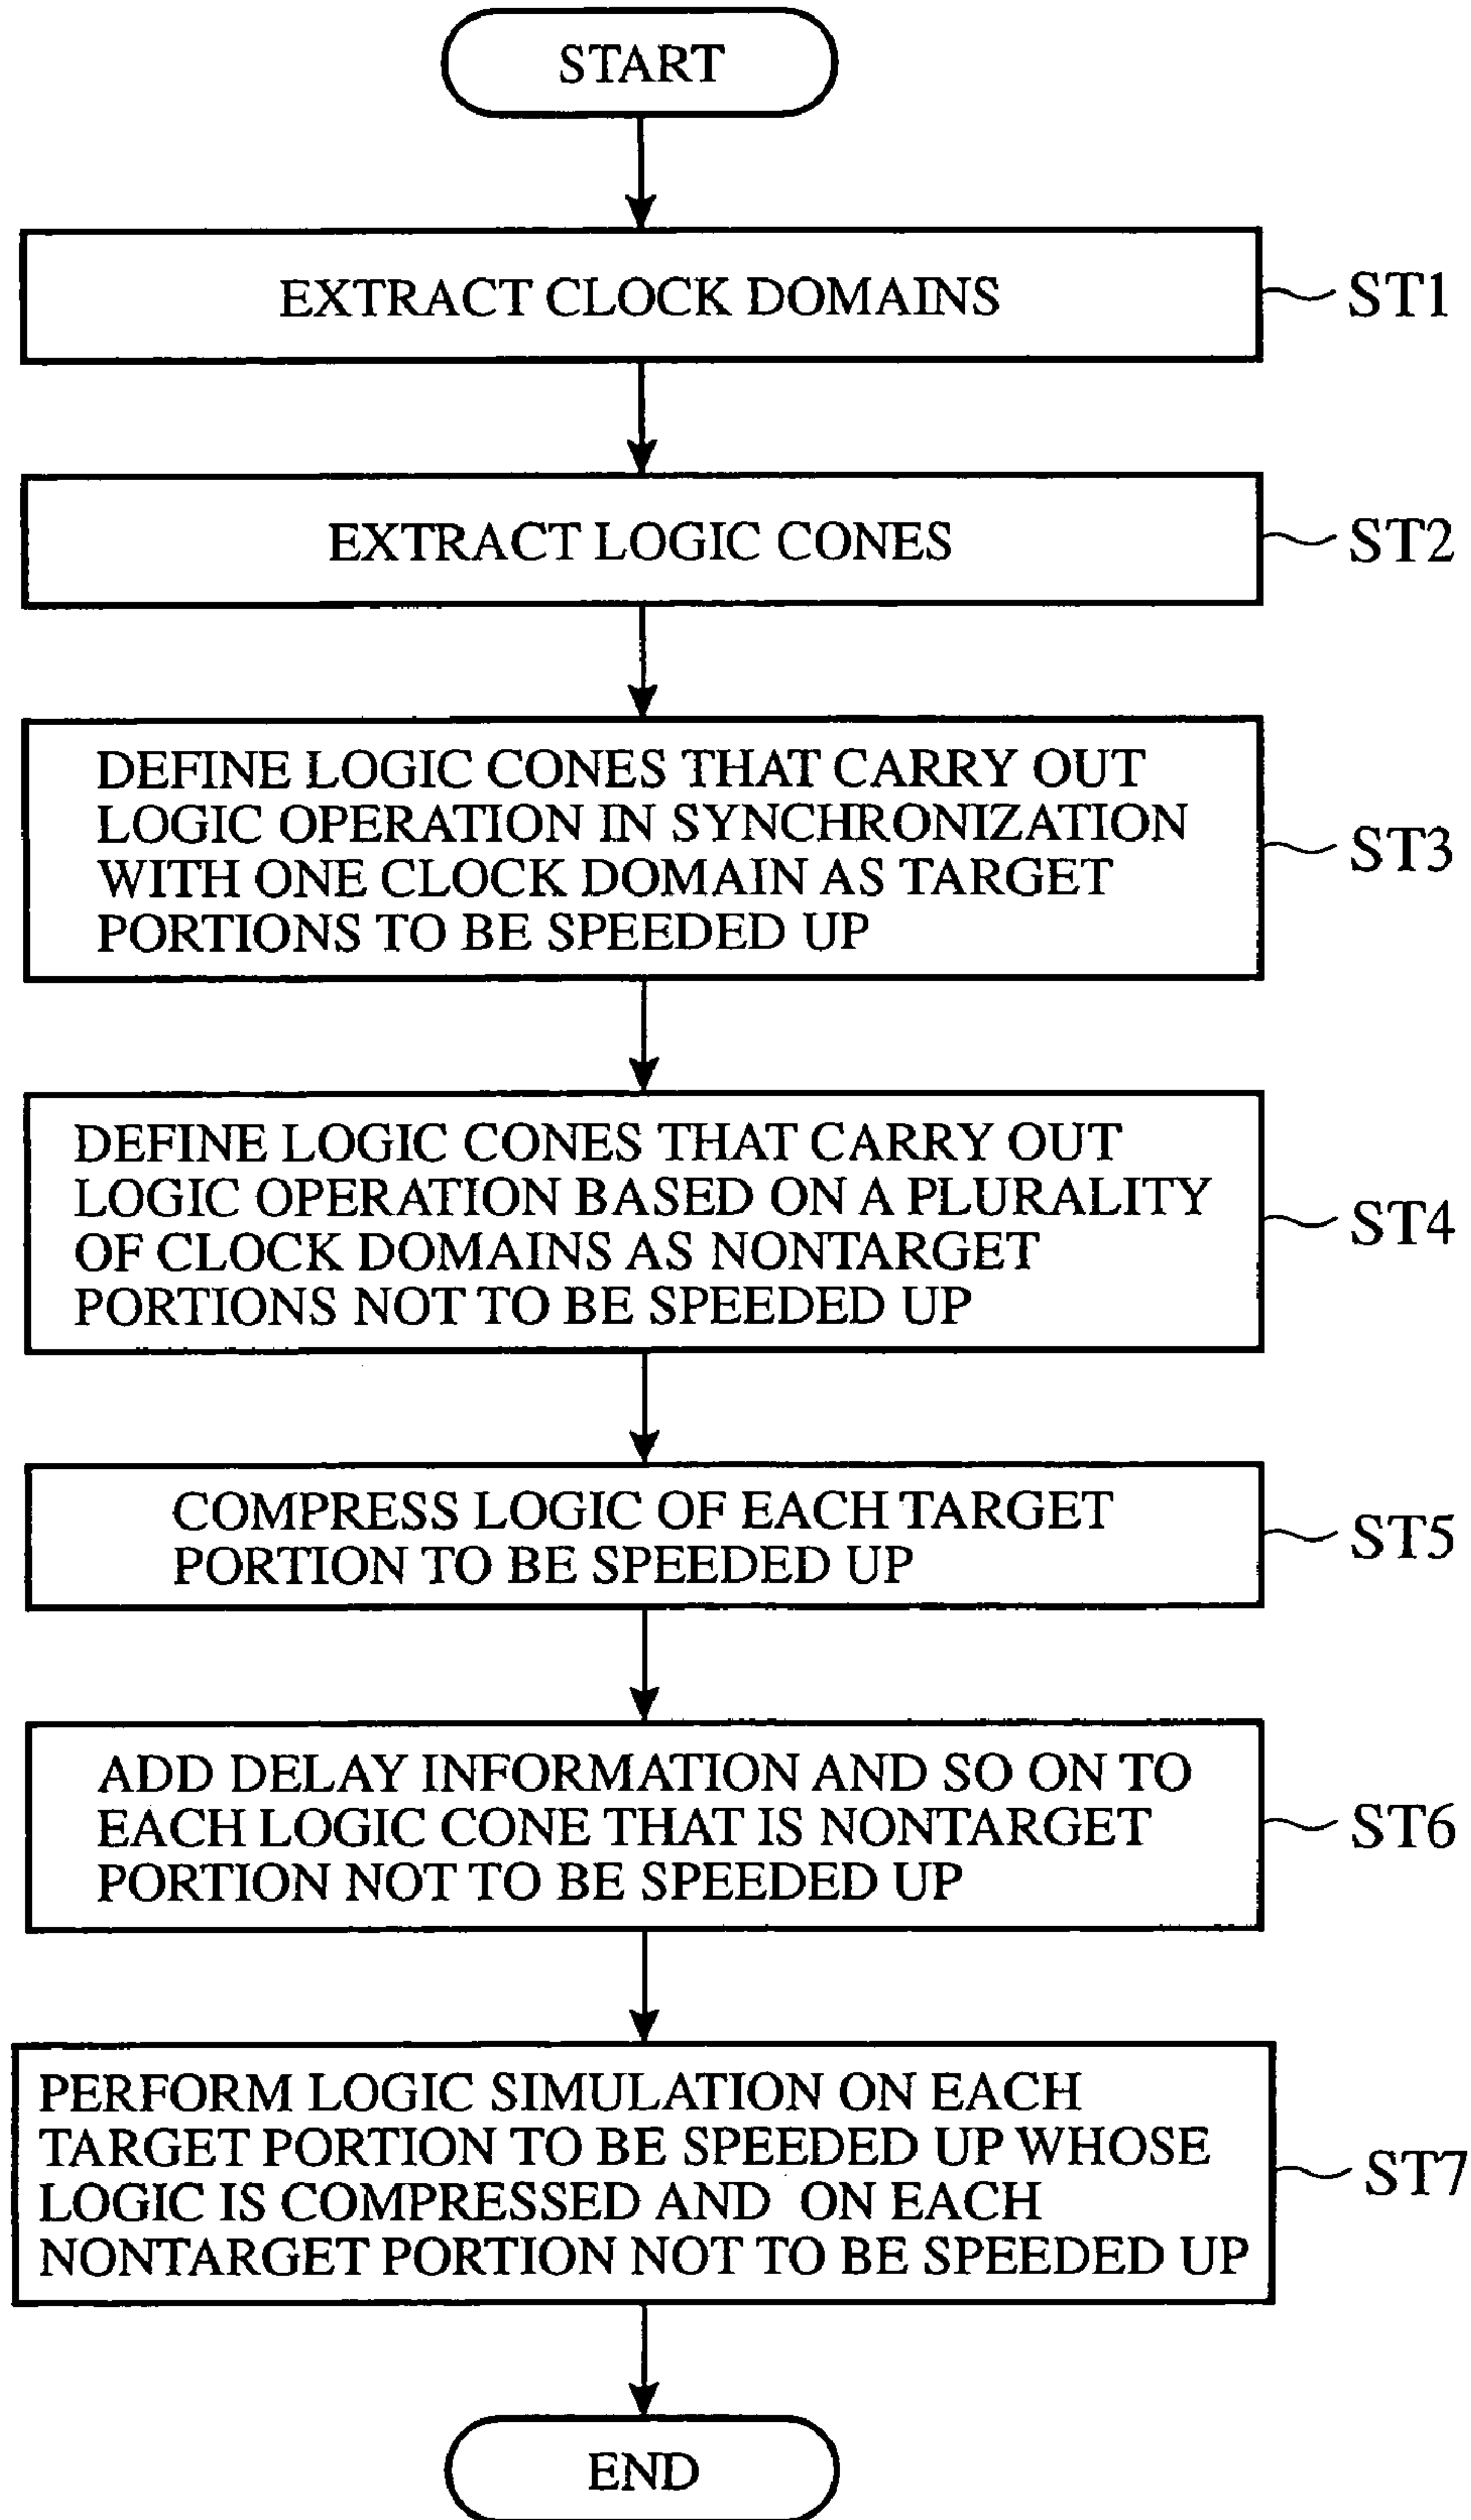 START
EXTRACT CLOCK DOMAINS
ST1
EXTRACT LOGIC CONES
ST2
DEFINE LOGIC CONES THAT CARRY OUT
LOGIC OPERATION IN SYNCHRONIZATION
WITH ONE CLOCK DOMAIN AS TARGET
PORTIONS TO BE SPEEDED UP
ST3
DEFINE LOGIC CONES THAT CARRY OUT
LOGIC OPERATION BASED ON A PLURALITY
OF CLOCK DOMAINS AS NONTARGET
PORTIONS NOT TO BE SPEEDED UP
ST4
COMPRESS LOGIC OF EACH TARGET
PORTION TO BE SPEEDED UP
ST5
ADD DELAY INFORMATION AND SO ON TO
EACH LOGIC CONE THAT IS NONTARGET
PORTION NOT TO BE SPEEDED UP
ST6
PERFORM LOGIC SIMULATION ON EACH
TARGET PORTION TO BE SPEEDED UP WHOSE
LOGIC IS COMPRESSED AND ON EACH
NONTARGET PORTION NOT TO BE SPEEDED UP
ST7
END